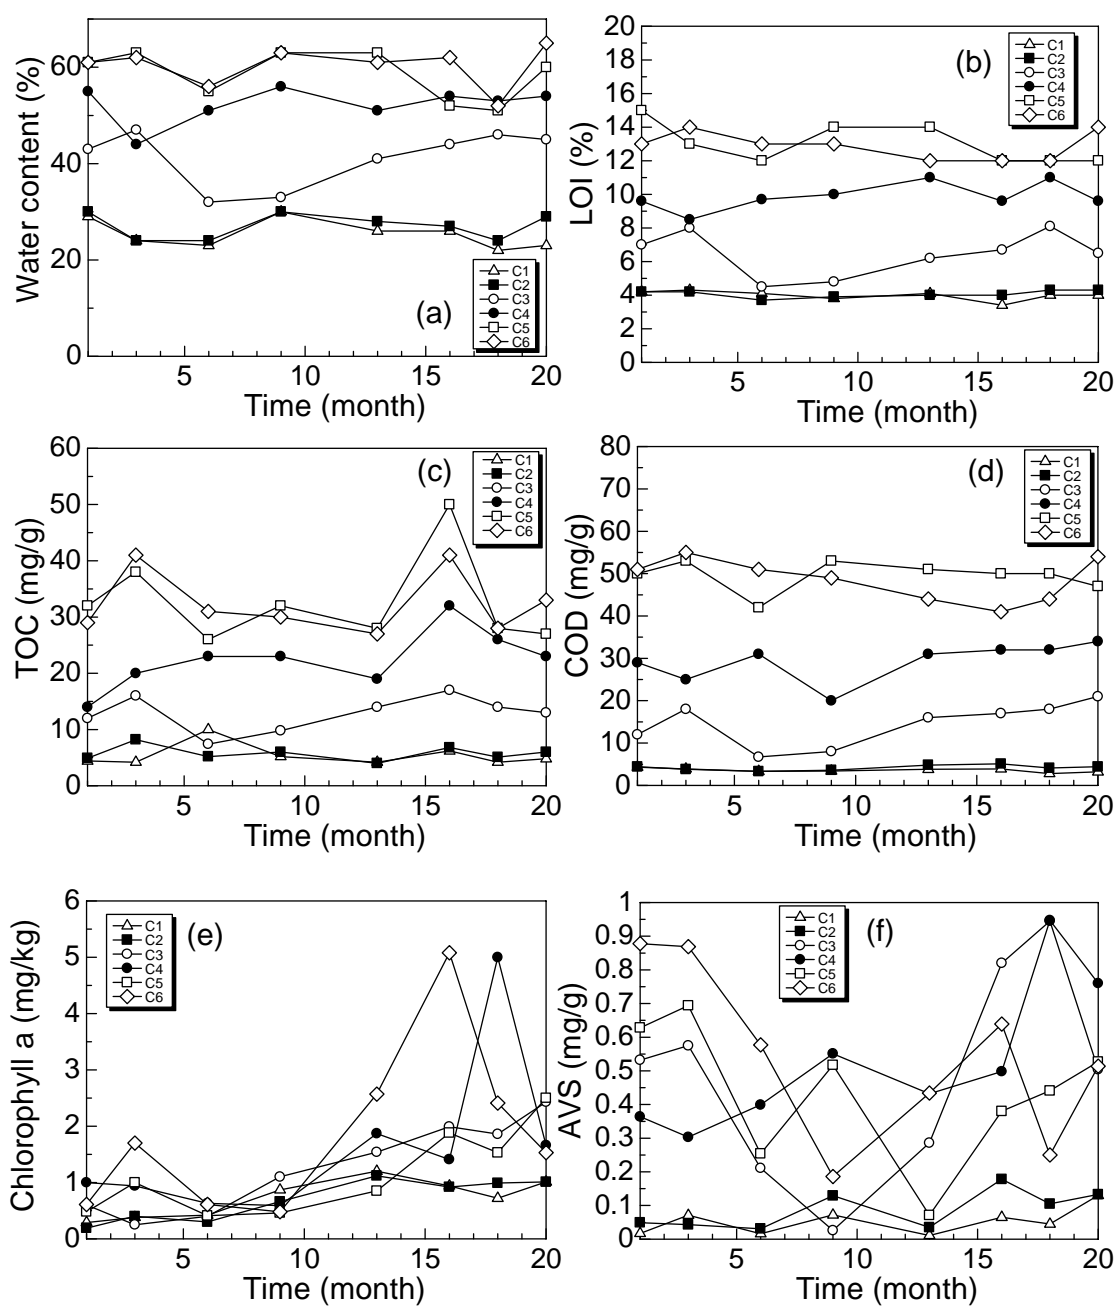 Water content (%)
60
40
20
0
(a)
C1
C2
C3
C4
C5
C6
5 10 15 20
Time (month)
LOI (%)
20
18
16
14
12
10
8
6
4
2
0
(b)
C1
C2
C3
C4
C5
C6
5 10 15 20
Time (month)
TOC (mg/g)
60
50
40
30
20
10
0
(c)
C1
C2
C3
C4
C5
C6
5 10 15 20
Time (month)
COD (mg/g)
80
70
60
50
40
30
20
10
0
(d)
C1
C2
C3
C4
C5
C6
5 10 15 20
Time (month)
Chlorophyll a (mg/kg)
6
5
4
3
2
1
0
(e)
C1
C2
C3
C4
C5
C6
5 10 15 20
Time (month)
AVS (mg/g)
1
0.9
0.8
0.7
0.6
0.5
0.4
0.3
0.2
0.1
0
(f)
C1
C2
C3
C4
C5
C6
5 10 15 20
Time (month)